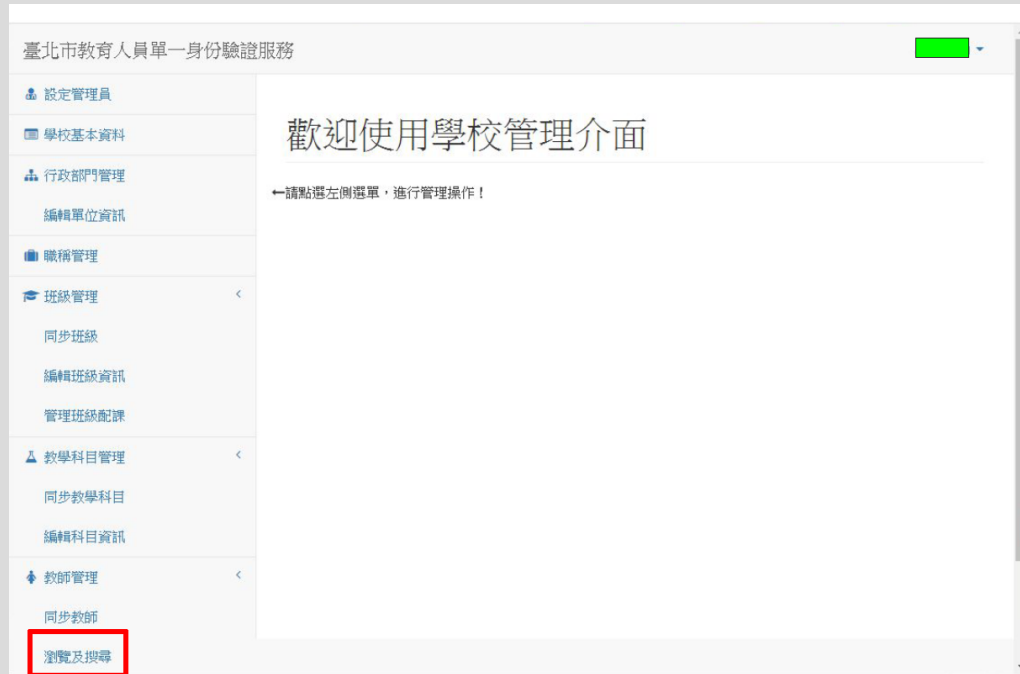 臺北市教育人員單一身份驗證服務
設定管理員
學校基本資料
行政部門管理
編輯單位資訊
職稱管理
班級管理
同步班級
編輯班級資訊
管理班級配課
教學科目管理
同步教學科目
編輯科目資訊
教師管理
同步教師
瀏覽及搜尋
歡迎使用學校管理介面
←請點選左側選單，進行管理操作！